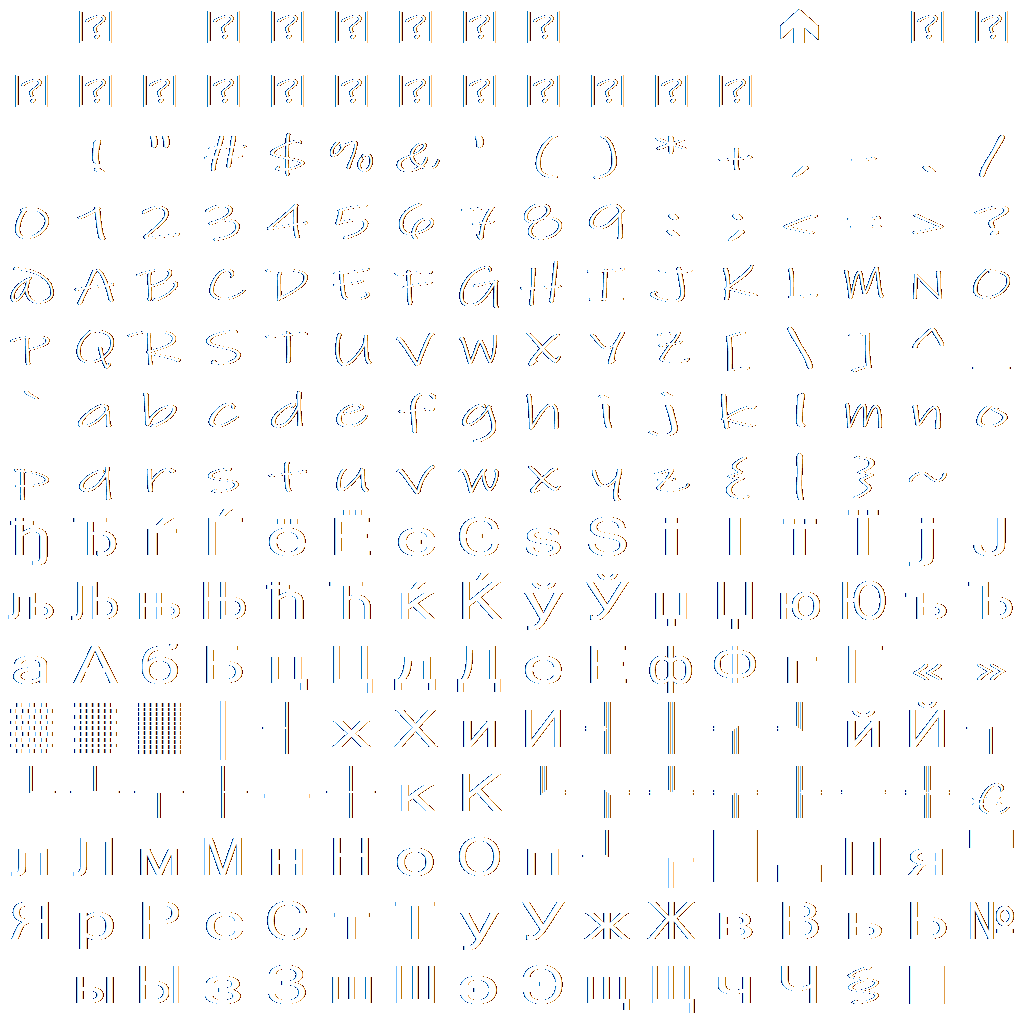 ! " # $ % & ' ( ) * + , - . /
0 1 2 3 4 5 6 7 8 9 : ; < = > ?
@ A B C D E F G H I J K L M N O
P Q R S T U V W X Y Z [ \ ] ^ _
` a b c d e f g h i j k l m n o
p q r s t u v w x y z { | } ~
ђ Ђ ѓ Ѓ ё Ё є Є ѕ Ѕ і І ї Ї ј Ј
љ Љ њ Њ ћ Ћ ќ Ќ ў Ў џ Џ ю Ю ъ Ъ
а А б Б ц Ц д Д е Е ф Ф г Г « »
х Х и И й Й
к К
л Л м М н Н о О п П я
Я р Р с С т Т у У ж Ж в В ь Ь №
ы Ы з З ш Ш э Э щ Щ ч Ч §